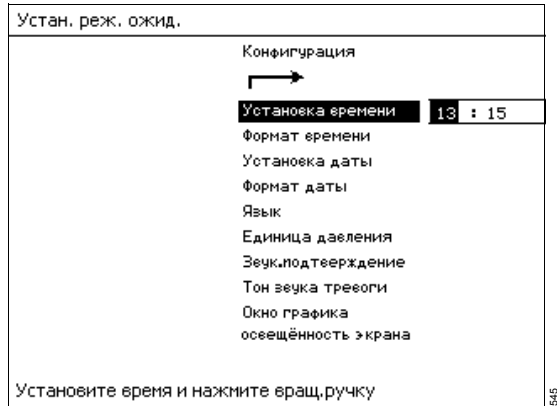 Устан. реж. ожид.
Конфигурация
Установка времени 13 : 15
Формат времени
Установка даты
Формат даты
Язык
Единица давления
Звук.подтверждение
Тон звука тревоги
Окно графика
освещённость экрана
Установите время и нажмите вращ.ручку
545